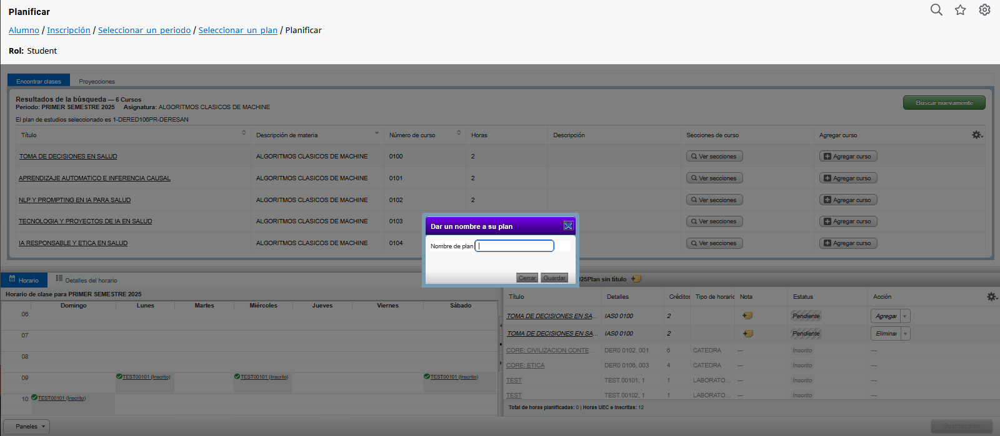 Planificar
Alumno / Inscripción / Seleccionar un periodo / Seleccionar un plan / Planificar
Rol: Student
Encontrar clases Proyecciones
Resultados de la búsqueda — 6 Cursos
Periodo: PRIMER SEMESTRE 2025 Asignatura: ALGORITMOS CLASICOS DE MACHINE
Buscar nuevamente
El plan de estudios seleccionado es 1-DERED106PR-DERESAN
Título Descripción de materia Número de curso Horas Descripción Secciones de curso Agregar curso
TOMA DE DECISIONES EN SALUD ALGORITMOS CLASICOS DE MACHINE 0100 2 Ver secciones Agregar curso
APRENDIZAJE AUTOMATICO E INFERENCIA CAUSAL ALGORITMOS CLASICOS DE MACHINE 0101 2 Ver secciones Agregar curso
NLP Y PROMPTING EN IA PARA SALUD ALGORITMOS CLASICOS DE MACHINE 0102 2 Ver secciones Agregar curso
TECNOLOGIA Y PROYECTOS DE IA EN SALUD ALGORITMOS CLASICOS DE MACHINE 0103 Ver secciones Agregar curso
IA RESPONSABLE Y ETICA EN SALUD ALGORITMOS CLASICOS DE MACHINE 0104 Ver secciones Agregar curso
Dar un nombre a su plan
Nombre de plan
Cerrar Guardar
Horario Detalles del horario
Horario de clase para PRIMER SEMESTRE 2025
Domingo Lunes Martes Miércoles Jueves Viernes Sábado
06
07
08
09 TEST00101 (Inscrito) TEST00101 (Inscrito) TEST00101 (Inscrito)
10 TEST00101 (Inscrito)
025Plan sin título
Título Detalles Créditos Tipo de horario Nota Estatus Acción
TOMA DE DECISIONES EN SA... IAS0 0100 2 Pendiente Agregar
TOMA DE DECISIONES EN SA... IAS0 0100 2 Pendiente Eliminar
CORE: CIVILIZACION CONTE... DER0 0102, 001 6 CATEDRA --- Inscrito ---
CORE: ETICA DER0 0106, 003 4 CATEDRA --- Inscrito ---
TEST TEST 00101, 1 1 LABORATO... --- Inscrito ---
TEST TEST 00102, 1 1 LABORATO... --- Inscrito ---
Total de horas planificadas: 0 | Horas UEC e Inscritas: 12
Paneles
Guardar plan